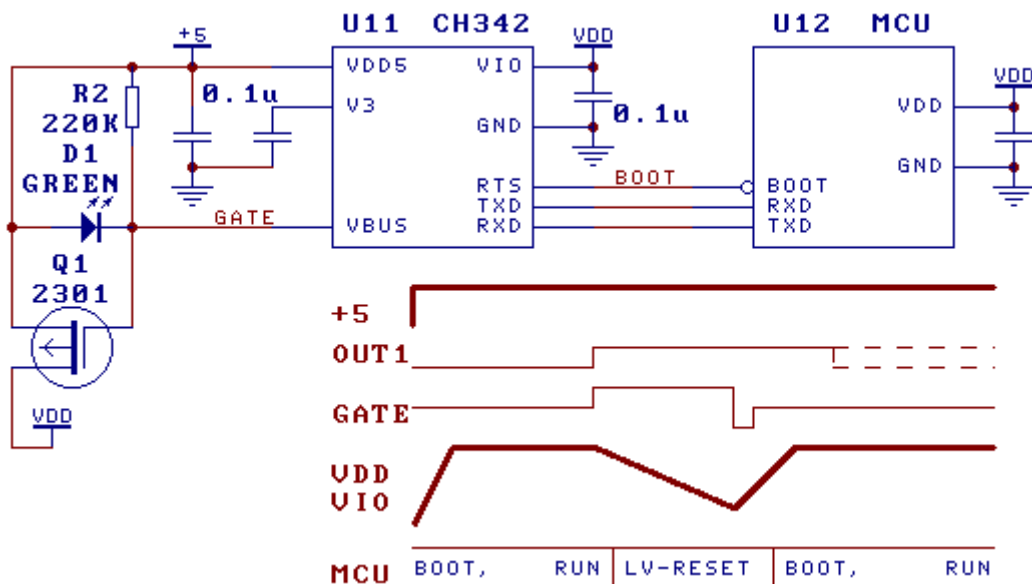 U11 CH342
U12 MCU
+5
VDD
VDD5
VIO
VDD
R2
220K
0.1u
V3
GND
0.1u
VDD
GND
D1
GREEN
RTS
TXD
RXD
BOOT
BOOT
RXD
TXD
GATE
VBUS
Q1
2301
VDD
+5
OUT1
GATE
VDD
VIO
MCU
BOOT, RUN
LV-RESET
BOOT, RUN